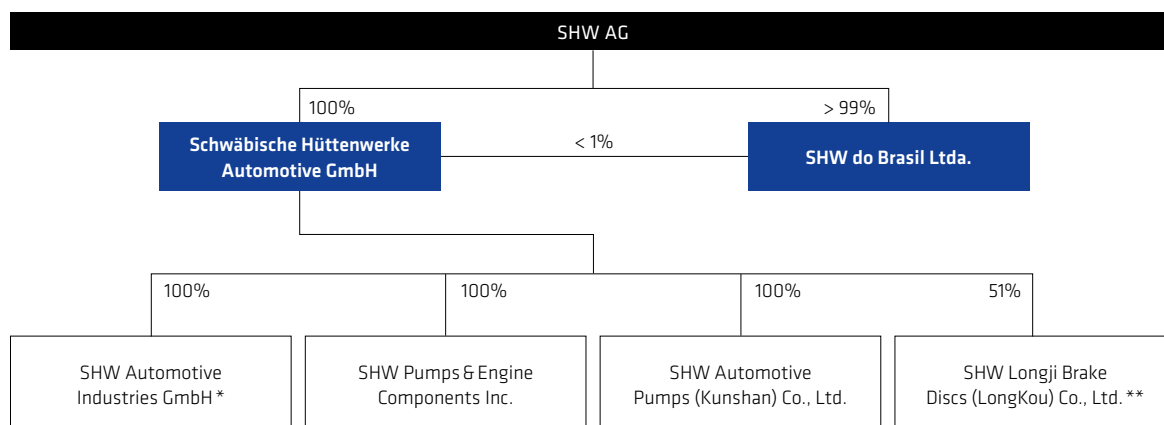 SHW AG
100%
> 99%
Schwäbische Hüttenwerke
Automotive GmbH
< 1%
SHW do Brasil Ltda.
100%
100%
100%
51%
SHW Automotive
Industries GmbH *
SHW Pumps & Engine
Components Inc.
SHW Automotive
Pumps (Kunshan) Co., Ltd.
SHW Longji Brake
Discs (LongKou) Co., Ltd. **